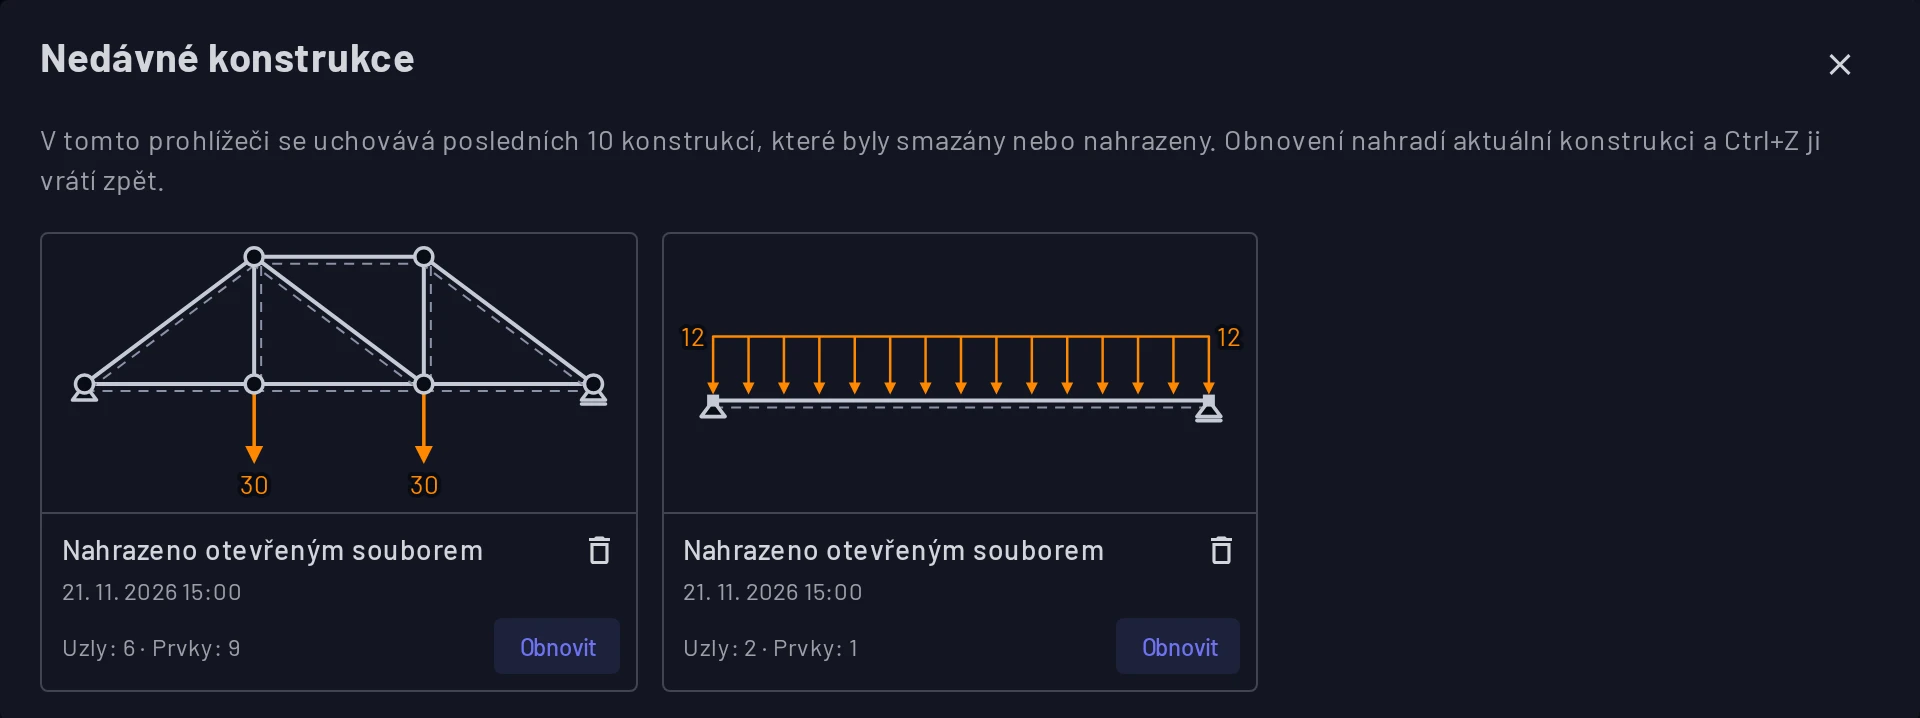 Nedávné konstrukce
V tomto prohlížeči se uchovává posledních 10 konstrukcí, které byly smazány nebo nahrazeny. Obnovení nahradí aktuální konstrukci a Ctrl+Z ji
vrátí zpět.
30 30
12 12
Nahrazeno otevřeným souborem
21. 11. 2026 15:00
Uzly: 6 · Prvky: 9
Obnovit
Nahrazeno otevřeným souborem
21. 11. 2026 15:00
Uzly: 2 · Prvky: 1
Obnovit